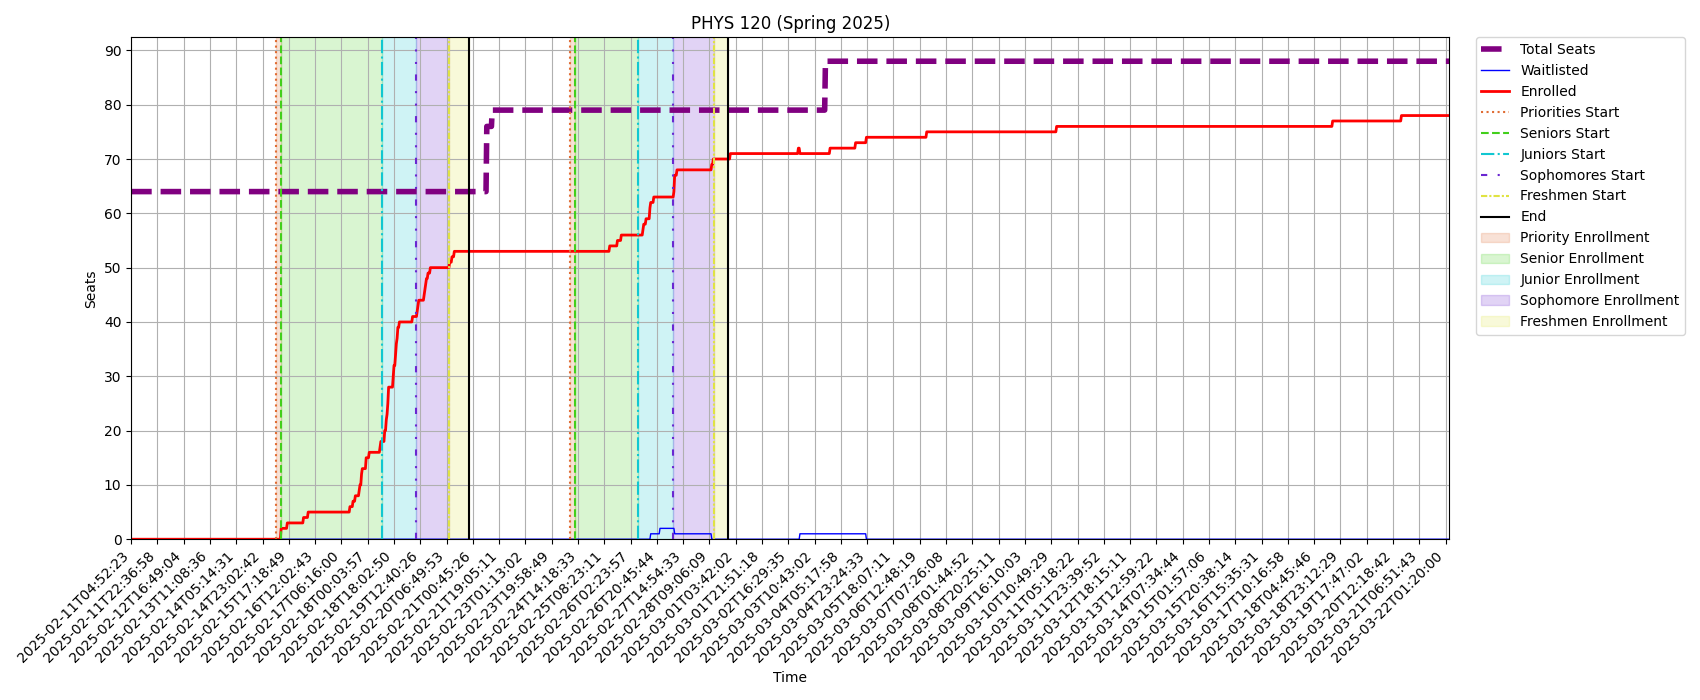 PHYS 120 (Spring 2025)
Seats
90
80
70
60
50
40
30
20
10
0
2025-02-11T04:52:23
2025-02-11T22:36:58
2025-02-12T16:49:04
2025-02-13T11:08:36
2025-02-14T05:14:31
2025-02-14T23:02:42
2025-02-15T17:18:49
2025-02-16T12:02:43
2025-02-17T06:16:00
2025-02-18T00:03:57
2025-02-18T18:02:50
2025-02-19T12:40:26
2025-02-20T06:49:53
2025-02-21T00:45:26
2025-02-21T19:05:11
2025-02-23T01:13:02
2025-02-23T19:58:49
2025-02-24T14:18:33
2025-02-25T08:23:11
2025-02-26T02:23:57
2025-02-26T20:45:44
2025-02-27T14:54:33
2025-02-28T09:06:09
2025-03-01T03:42:02
2025-03-01T21:51:18
2025-03-02T16:29:35
2025-03-03T10:43:02
2025-03-04T05:17:58
2025-03-04T23:24:33
2025-03-05T18:07:11
2025-03-06T12:48:19
2025-03-07T07:26:08
2025-03-08T01:44:52
2025-03-08T20:25:11
2025-03-09T16:10:03
2025-03-10T10:49:29
2025-03-11T05:18:22
2025-03-11T23:39:52
2025-03-12T18:15:11
2025-03-13T12:59:22
2025-03-14T07:34:44
2025-03-15T01:57:06
2025-03-15T20:38:14
2025-03-16T15:35:31
2025-03-17T10:16:58
2025-03-18T04:45:46
2025-03-18T23:12:29
2025-03-19T17:47:02
2025-03-20T12:18:42
2025-03-21T06:51:43
2025-03-22T01:20:00
Time
Total Seats
Waitlisted
Enrolled
Priorities Start
Seniors Start
Juniors Start
Sophomores Start
Freshmen Start
End
Priority Enrollment
Senior Enrollment
Junior Enrollment
Sophomore Enrollment
Freshmen Enrollment